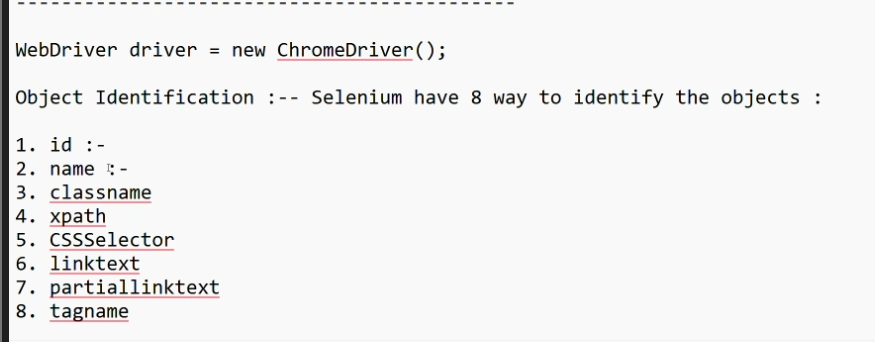 ----------------------------------------------
WebDriver driver = new ChromeDriver();
Object Identification :-- Selenium have 8 way to identify the objects :
1. id :-
2. name :-
3. classname
4. xpath
5. CSSSelector
6. linktext
7. partiallinktext
8. tagname